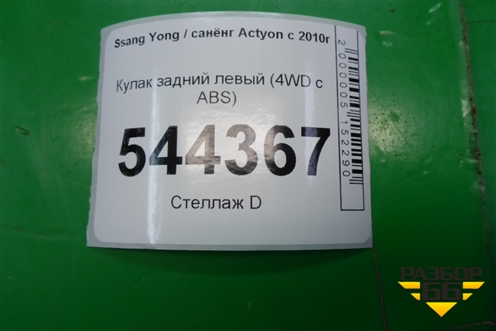 Ssang Yong / санёнг Actyon с 2010г
Кулак задний левый (4WD с
ABS)
544367
Стеллаж D
2000005152290
РАЗБОР
66